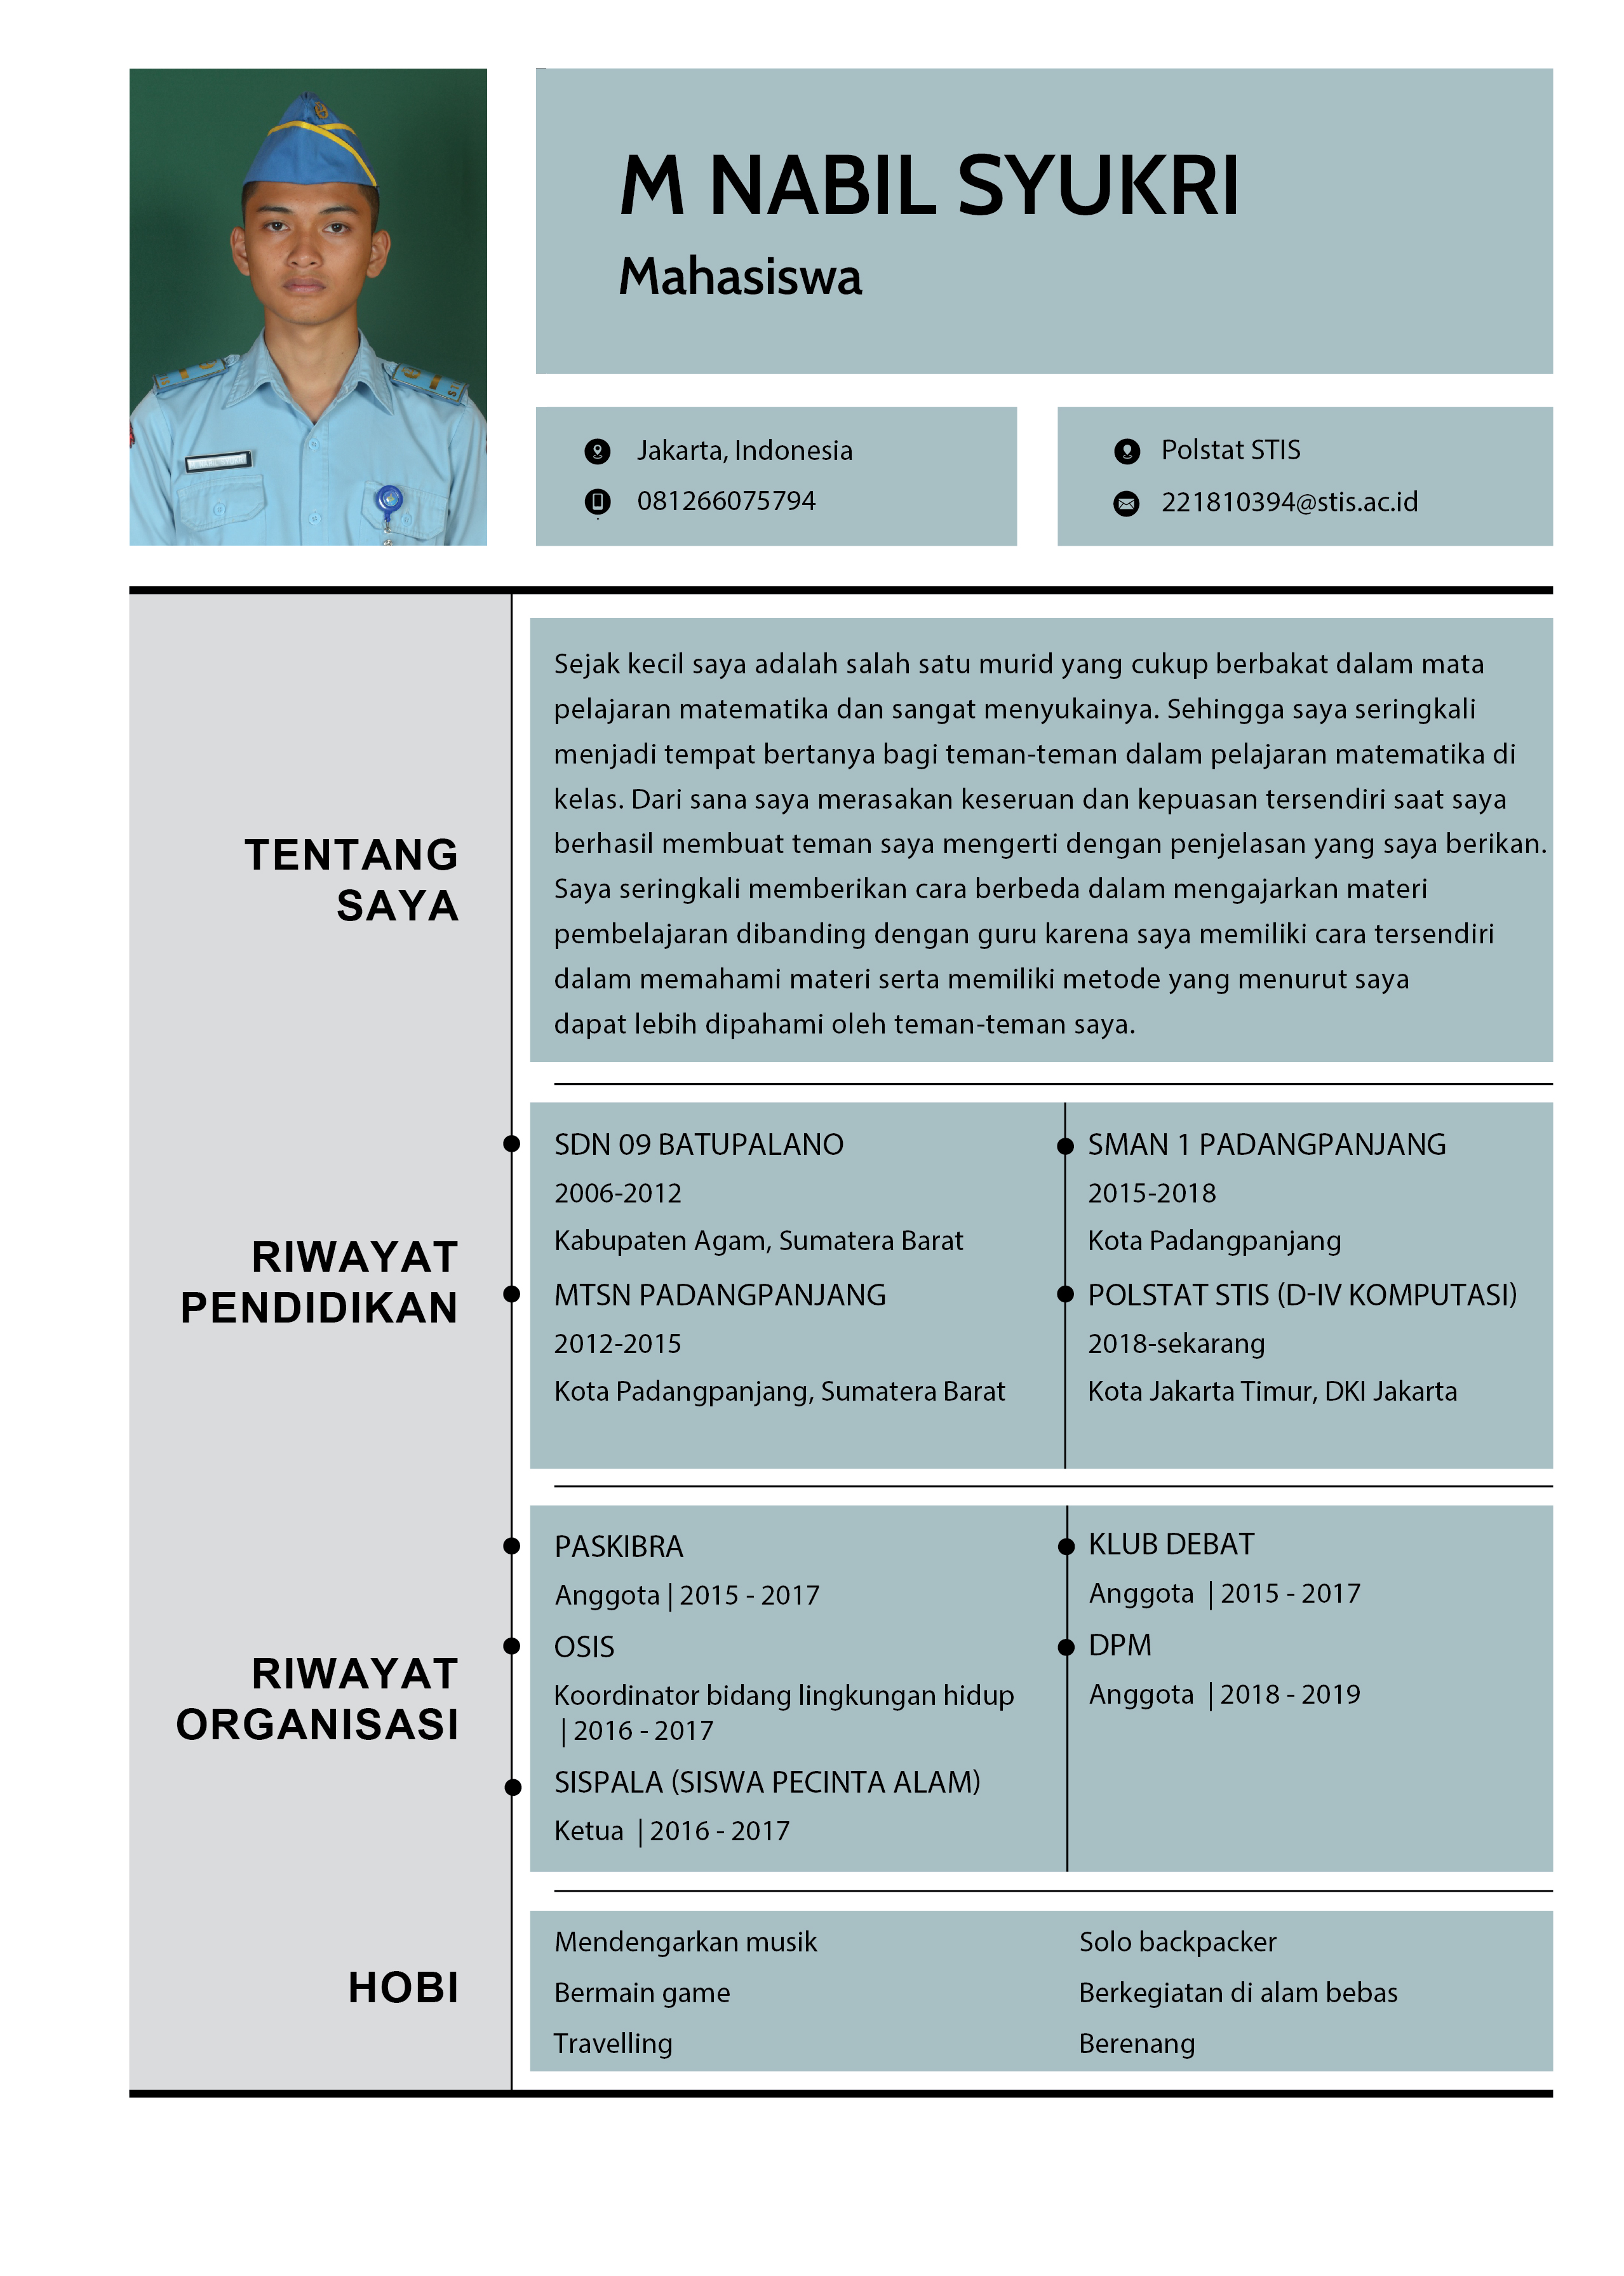 M NABIL SYUKRI
Mahasiswa
Jakarta, Indonesia
081266075794
Polstat STIS
221810394@stis.ac.id
TENTANG
SAYA
Sejak kecil saya adalah salah satu murid yang cukup berbakat dalam mata
pelajaran matematika dan sangat menyukainya. Sehingga saya seringkali
menjadi tempat bertanya bagi teman-teman dalam pelajaran matematika di
kelas. Dari sana saya merasakan keseruan dan kepuasan tersendiri saat saya
berhasil membuat teman saya mengerti dengan penjelasan yang saya berikan.
Saya seringkali memberikan cara berbeda dalam mengajarkan materi
pembelajaran dibanding dengan guru karena saya memiliki cara tersendiri
dalam memahami materi serta memiliki metode yang menurut saya
dapat lebih dipahami oleh teman-teman saya.
RIWAYAT
PENDIDIKAN
SDN 09 BATUPALANO
2006-2012
Kabupaten Agam, Sumatera Barat
MTSN PADANGPANJANG
2012-2015
Kota Padangpanjang, Sumatera Barat
SMAN 1 PADANGPANJANG
2015-2018
Kota Padangpanjang
POLSTAT STIS (D-IV KOMPUTASI)
2018-sekarang
Kota Jakarta Timur, DKI Jakarta
RIWAYAT
ORGANISASI
PASKIBRA
Anggota | 2015 - 2017
OSIS
Koordinator bidang lingkungan hidup
| 2016 - 2017
SISPALA (SISWA PECINTA ALAM)
Ketua | 2016 - 2017
KLUB DEBAT
Anggota | 2015 - 2017
DPM
Anggota | 2018 - 2019
HOBI
Mendengarkan musik
Bermain game
Travelling
Solo backpacker
Berkegiatan di alam bebas
Berenang